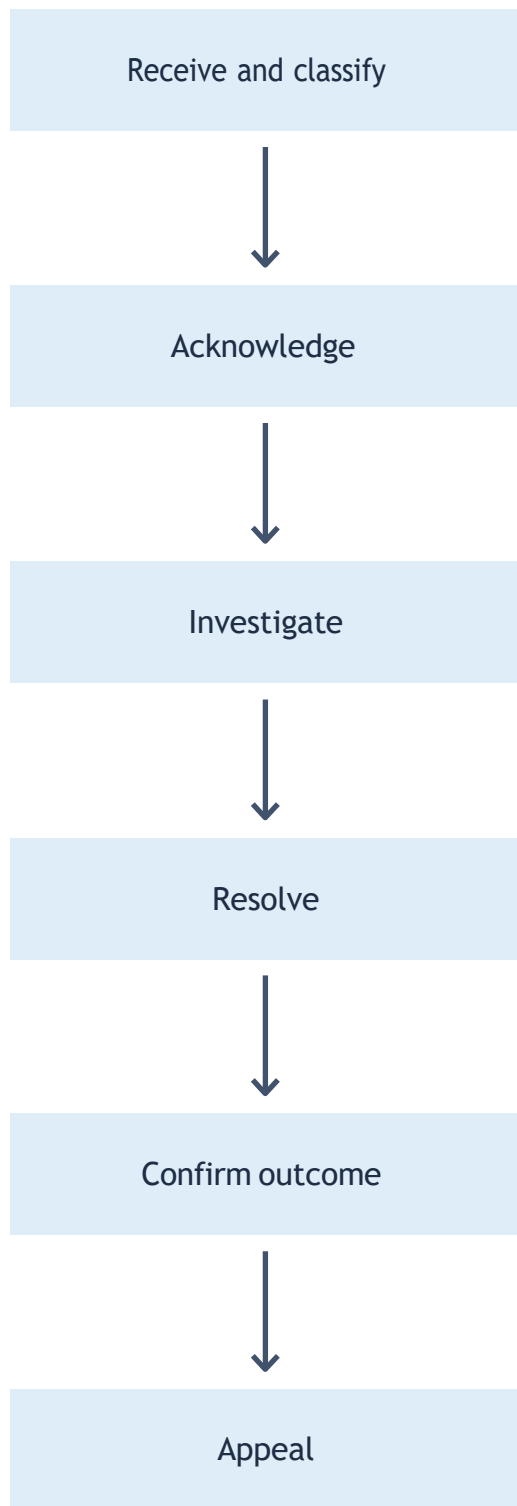 Receive and classify
Acknowledge
Investigate
Resolve
Confirm outcome
Appeal